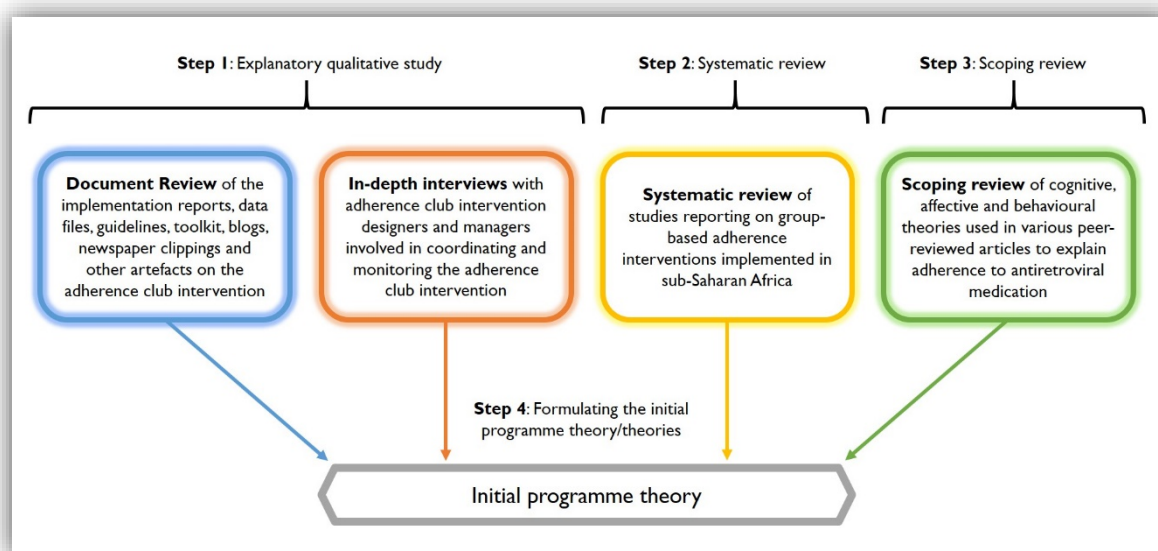 Step 1: Explanatory qualitative study
Step 2: Systematic review
Step 3: Scoping review
Document Review of the
implementation reports, data
files, guidelines, toolkit, blogs,
newspaper clippings and
other artefacts on the
adherence club intervention
In-depth interviews with
adherence club intervention
designers and managers
involved in coordinating and
monitoring the adherence
club intervention
Systematic review of
studies reporting on group-
based adherence
interventions implemented in
sub-Saharan Africa
Scoping review of cognitive,
affective and behavioural
theories used in various peer-
reviewed articles to explain
adherence to antiretroviral
medication
Step 4: Formulating the initial
programme theory/theories
Initial programme theory